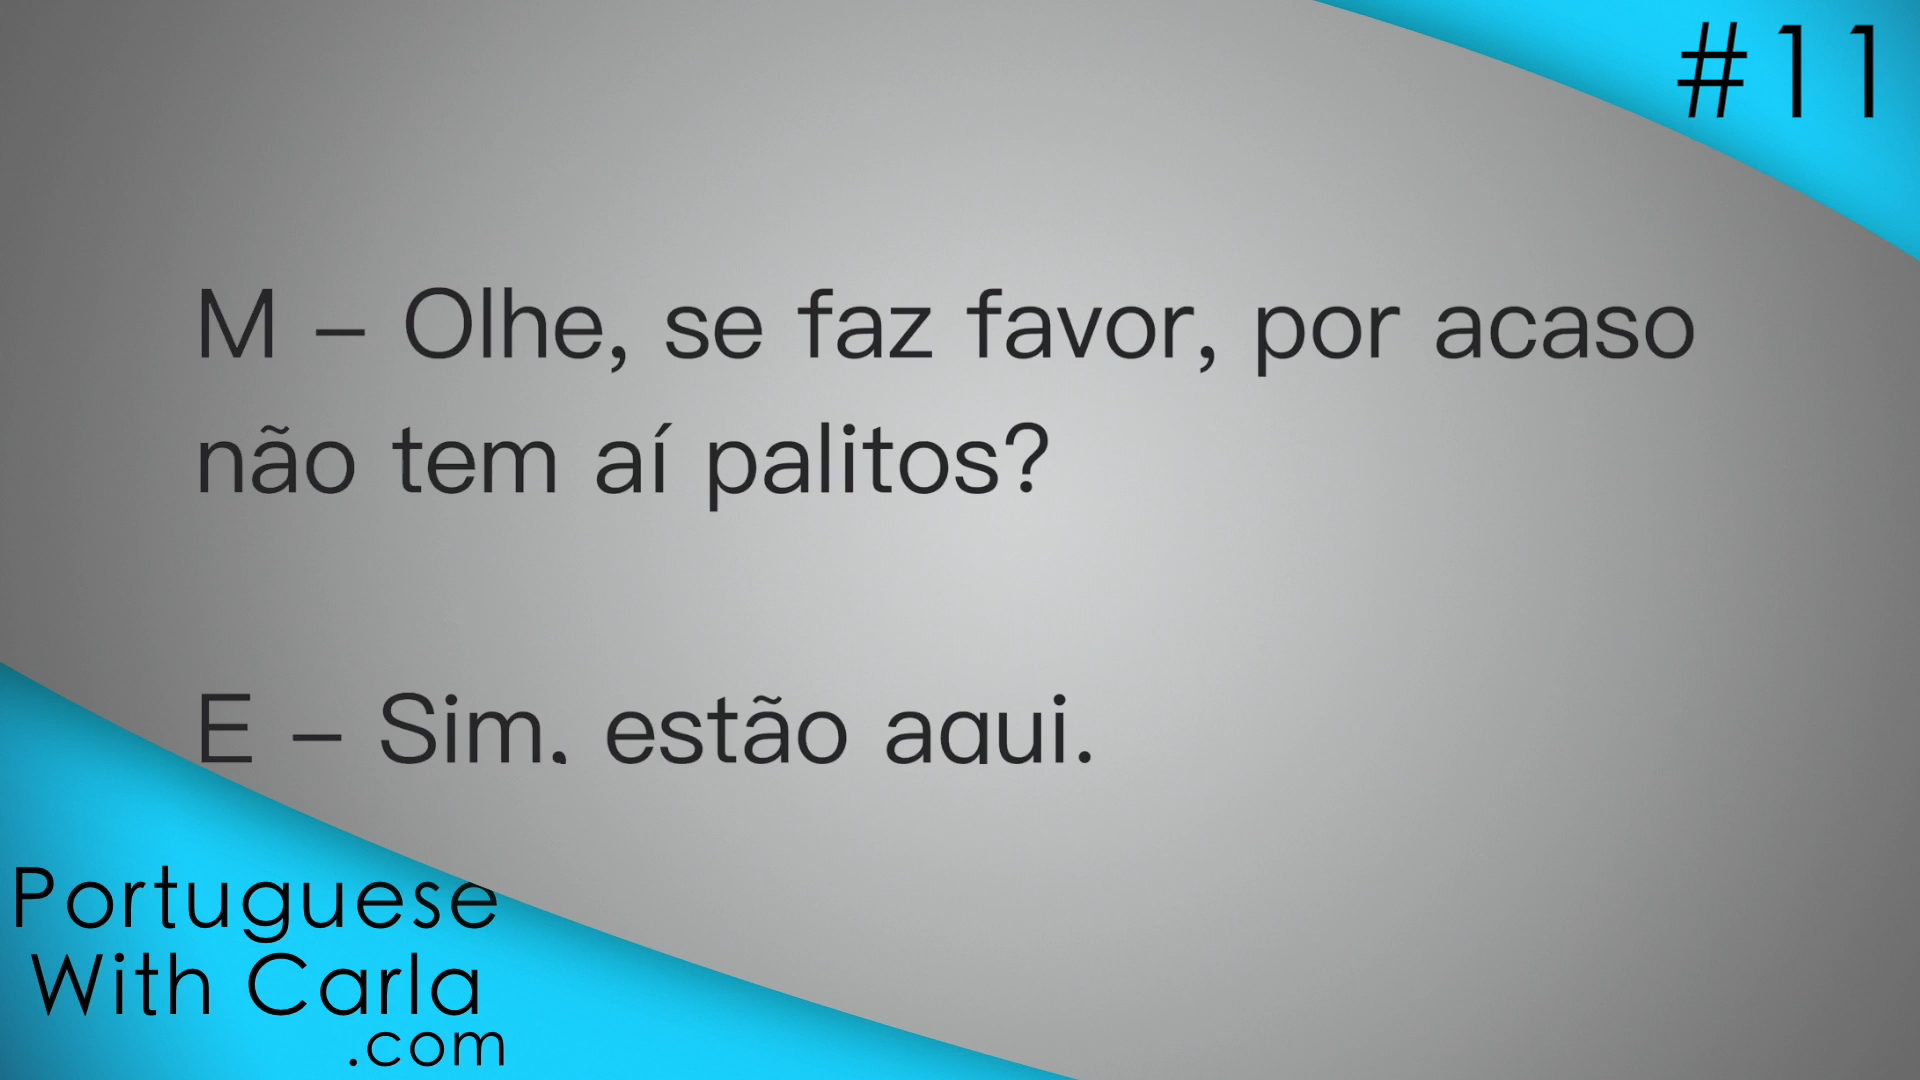 #11
M – Olhe, se faz favor, por acaso
não tem aí palitos?
E – Sim, estão aqui.
Portuguese
With Carla
.com